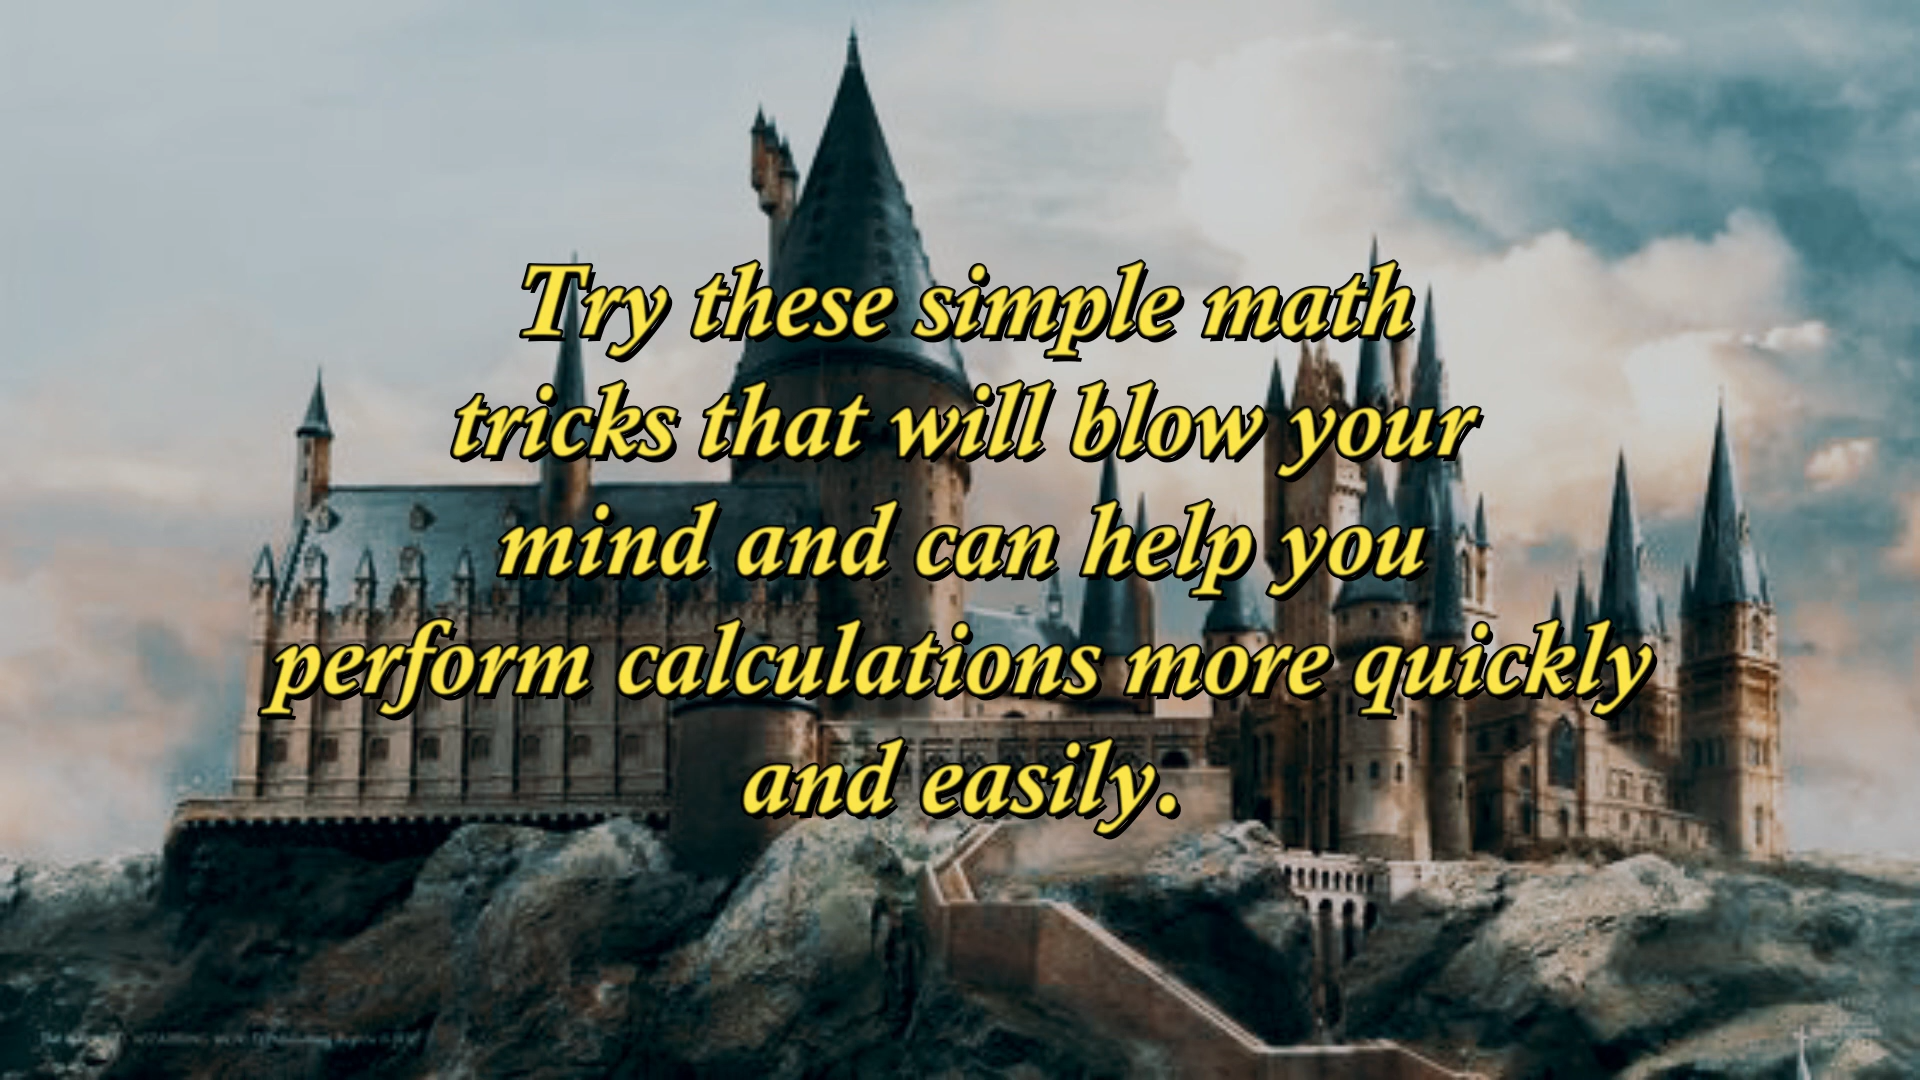 Try these simple math
tricks that will blow your
mind and can help you
perform calculations more quickly
and easily.